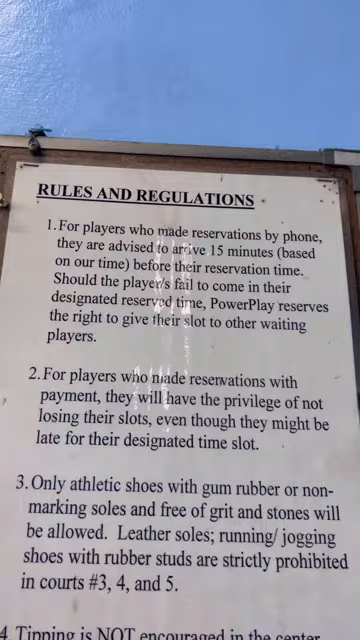 RULES AND REGULATIONS
1. For players who made reservations by phone,
they are advised to arrive 15 minutes (based
on our time) before their reservation time.
Should the player/s fail to come in their
designated reserved time, PowerPlay reserves
the right to give their slot to other waiting
players.
2. For players who made reservations with
payment, they will have the privilege of not
losing their slots, even though they might be
late for their designated time slot.
3. Only athletic shoes with gum rubber or non-
marking soles and free of grit and stones will
be allowed. Leather soles; running/ jogging
shoes with rubber studs are strictly prohibited
in courts #3, 4, and 5.
4. Tipping is NOT encouraged in the center.